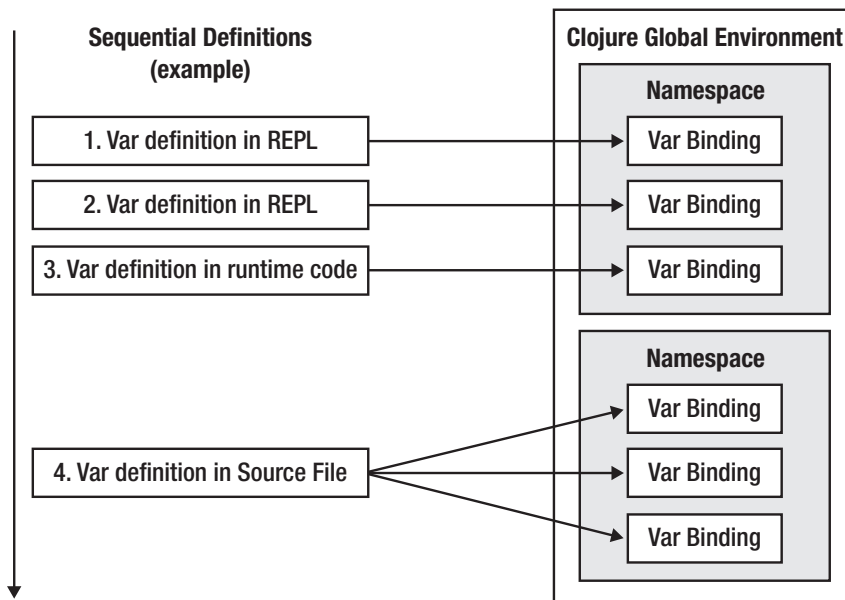 Sequential Definitions
(example)
1. Var definition in REPL
2. Var definition in REPL
3. Var definition in runtime code
4. Var definition in Source File
Clojure Global Environment
Namespace
Var Binding
Var Binding
Var Binding
Namespace
Var Binding
Var Binding
Var Binding